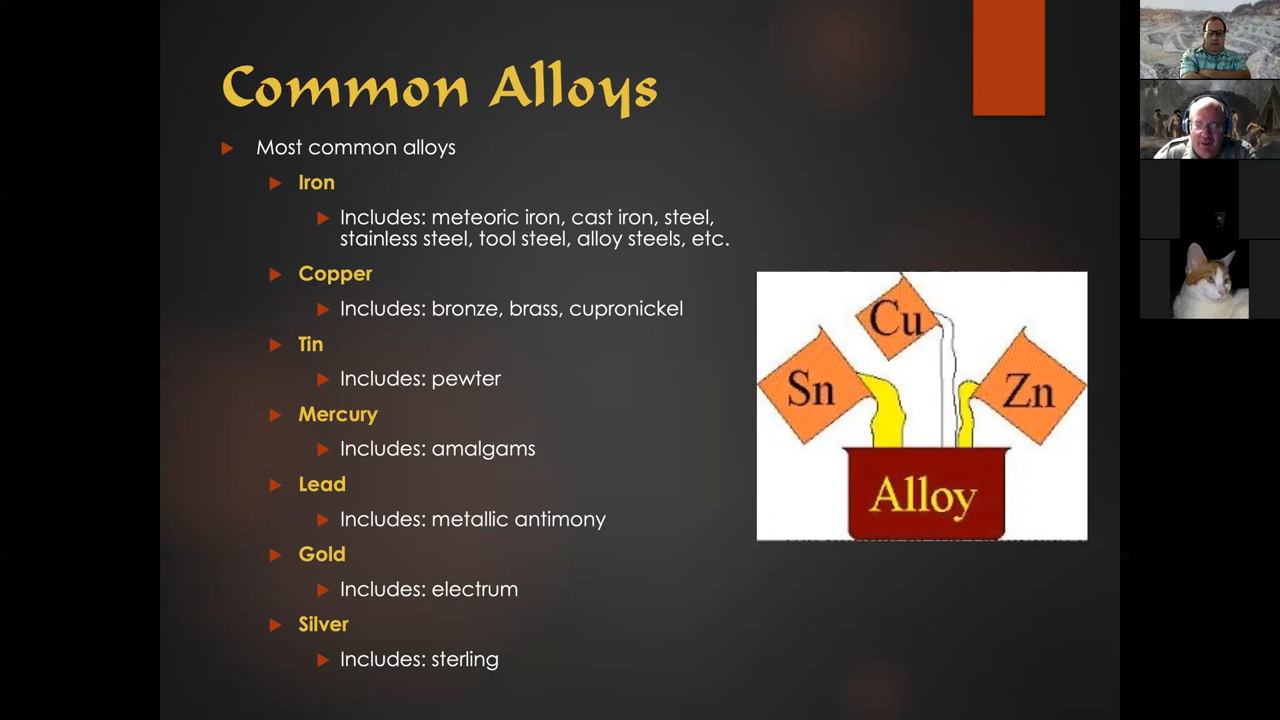 Common Alloys
Most common alloys
Iron
Includes: meteoric iron, cast iron, steel,
stainless steel, tool steel, alloy steels, etc.
Copper
Includes: bronze, brass, cupronickel
Tin
Includes: pewter
Mercury
Includes: amalgams
Lead
Includes: metallic antimony
Gold
Includes: electrum
Silver
Includes: sterling
Cu
Sn
Zn
Alloy